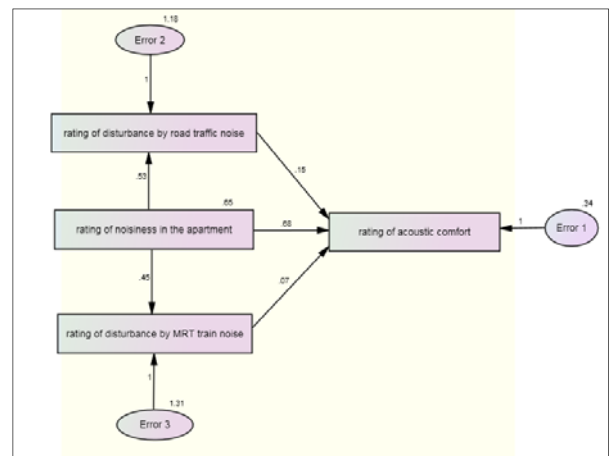 1.18
Error 2
1
rating of disturbance by road traffic noise
.53
.15
.65
.34
rating of noisiness in the apartment
.68
rating of acoustic comfort
1
Error 1
.45
.07
rating of disturbance by MRT train noise
1
1.31
Error 3